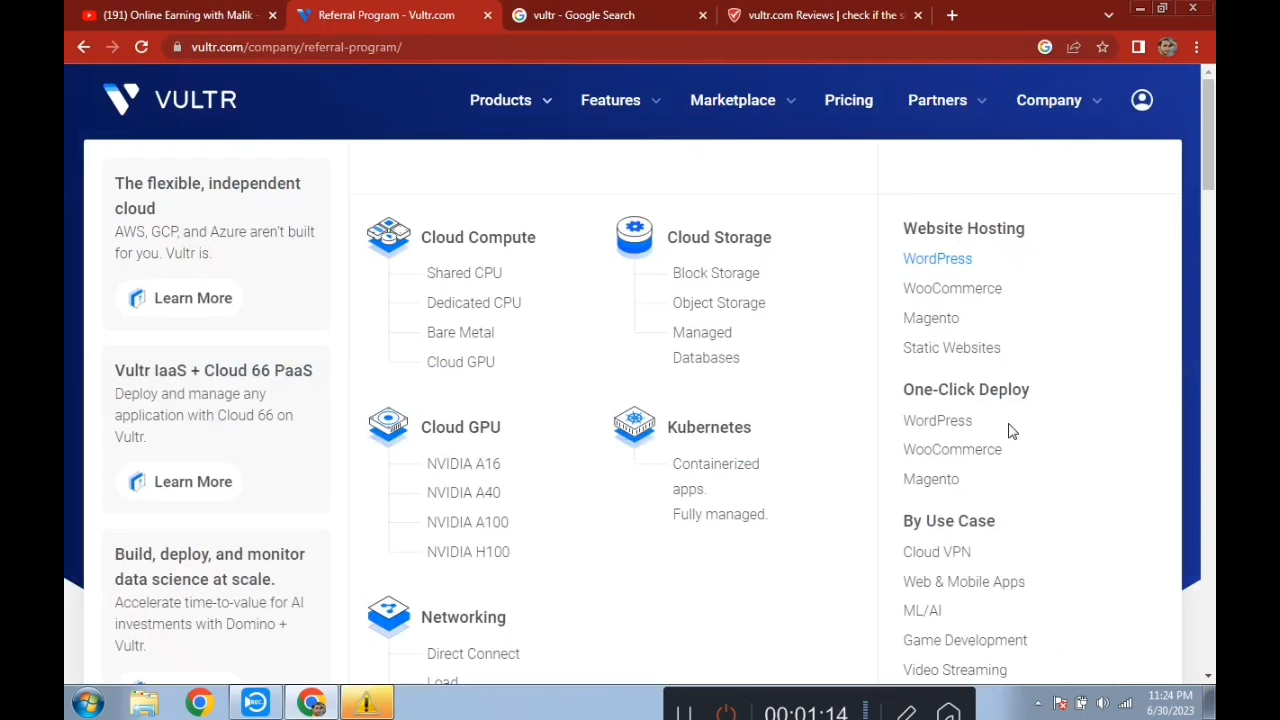 (191) Online Earning with Malik -
Referral Program - Vultr.com
vultr - Google Search
vultr.com Reviews | check if the s
vultr.com/company/referral-program/
VULTR
Products
Features
Marketplace
Pricing
Partners
Company
The flexible, independent
cloud
AWS, GCP, and Azure aren't built
for you. Vultr is.
Learn More
Vultr IaaS + Cloud 66 PaaS
Deploy and manage any
application with Cloud 66 on
Vultr.
Learn More
Build, deploy, and monitor
data science at scale.
Accelerate time-to-value for AI
investments with Domino +
Vultr.
Cloud Compute
Shared CPU
Dedicated CPU
Bare Metal
Cloud GPU
Cloud GPU
NVIDIA A16
NVIDIA A40
NVIDIA A100
NVIDIA H100
Networking
Direct Connect
Load
Cloud Storage
Block Storage
Object Storage
Managed
Databases
Kubernetes
Containerized
apps.
Fully managed.
Website Hosting
WordPress
WooCommerce
Magento
Static Websites
One-Click Deploy
WordPress
WooCommerce
Magento
By Use Case
Cloud VPN
Web & Mobile Apps
ML/AI
Game Development
Video Streaming
REC
00:01:14
11:24 PM
6/30/2023